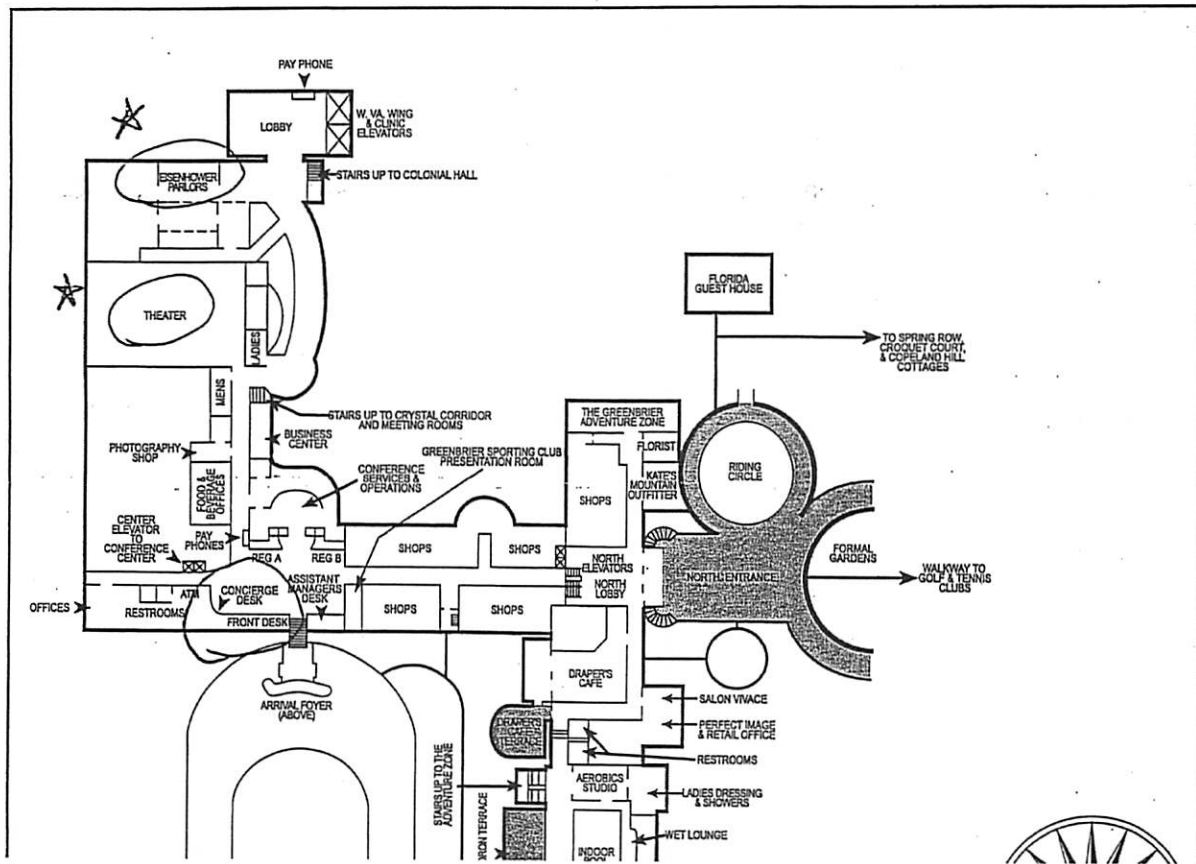 PAY PHONE
LOBBY
W. VA. WING
& CLINIC
ELEVATORS
STAIRS UP TO COLONIAL HALL
EISENHOWER
PARLORS
THEATER
LADIES
MENS
FLORIDA
GUEST HOUSE
TO SPRING ROW,
CROQUET COURT,
& COPELAND HILL
COTTAGES
STAIRS UP TO CRYSTAL CORRIDOR
AND MEETING ROOMS
BUSINESS
CENTER
PHOTOGRAPHY
SHOP
FOOD &
BEVERAGE
OFFICES
GREENBRIER SPORTING CLUB
PRESENTATION ROOM
CONFERENCE
SERVICES &
OPERATIONS
THE GREENBRIER
ADVENTURE ZONE
FLORIST
KATE'S
MOUNTAIN
OUTFITTER
SHOPS
RIDING
CIRCLE
CENTER
ELEVATOR
TO
CONFERENCE
CENTER
PAY
PHONES
REG A
REG B
SHOPS
SHOPS
NORTH
ELEVATORS
NORTH
LOBBY
NORTH ENTRANCE
FORMAL
GARDENS
WALKWAY TO
GOLF & TENNIS
CLUBS
OFFICES
RESTROOMS
ATM
CONCIERGE
DESK
FRONT DESK
ASSISTANT
MANAGERS
DESK
SHOPS
SHOPS
ARRIVAL FOYER
(ABOVE)
DRAPER'S
CAFE
DRAPER'S
CAFE
TERRACE
SALON VIVACE
PERFECT IMAGE
& RETAIL OFFICE
RESTROOMS
STAIRS UP TO THE
ADVENTURE ZONE
AEROBICS
STUDIO
LADIES DRESSING
& SHOWERS
TERRACE
WET LOUNGE
INDOOR